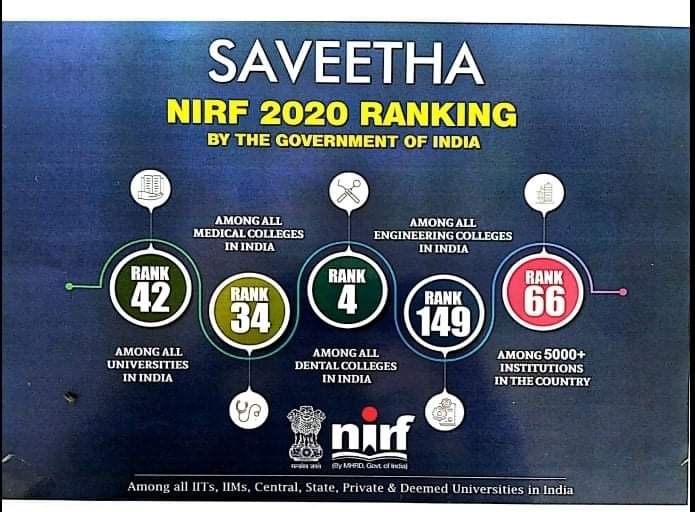 SAVEETHA
NIRF 2020 RANKING
BY THE GOVERNMENT OF INDIA
RANK
42
AMONG ALL
UNIVERSITIES
IN INDIA
AMONG ALL
MEDICAL COLLEGES
IN INDIA
RANK
34
RANK
4
AMONG ALL
DENTAL COLLEGES
IN INDIA
AMONG ALL
ENGINEERING COLLEGES
IN INDIA
RANK
149
RANK
66
AMONG 5000+
INSTITUTIONS
IN THE COUNTRY
सत्यमेव जयते
nirf
(By MHRD, Govt. of India)
Among all IITs, IIMs, Central, State, Private & Deemed Universities in India